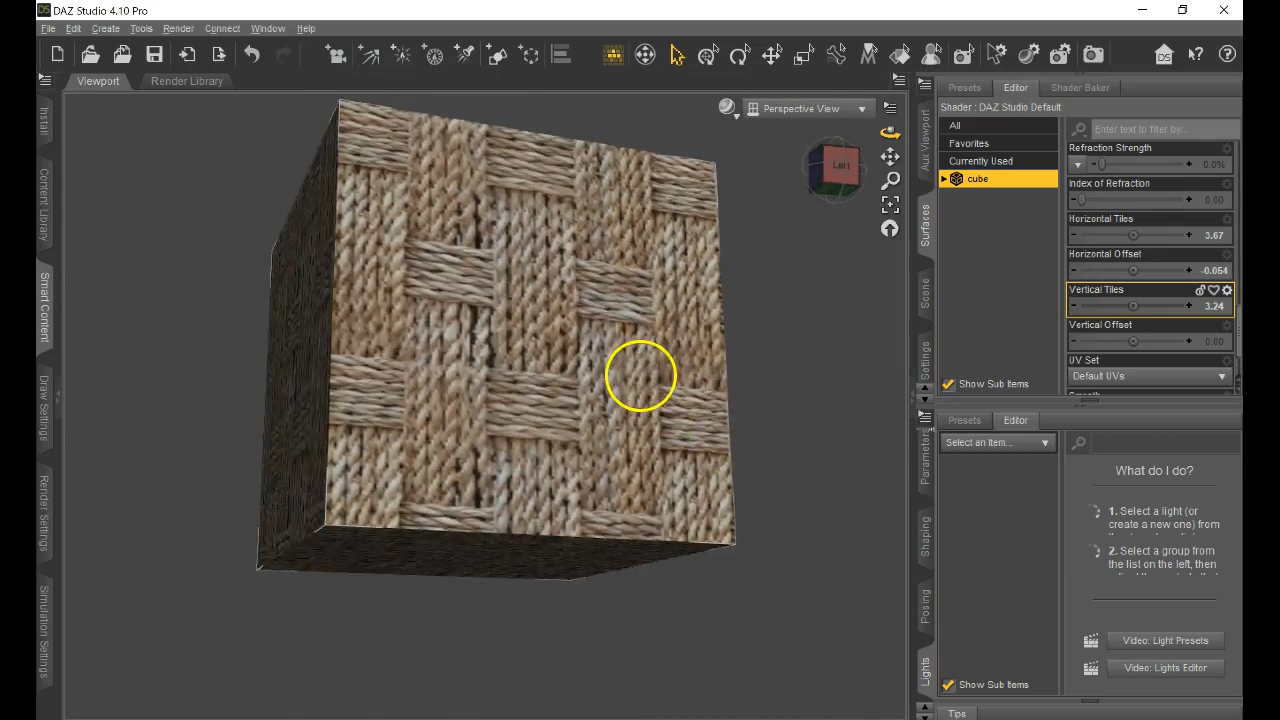 DAZ Studio 4.10 Pro
File Edit Create Tools Render Connect Window Help
Viewport Render Library
Perspective View
Left
Install
Content Library
Smart Content
Draw Settings
Render Settings
Simulation Settings
Aux Viewport
Surfaces
Scene
Settings
Presets Editor Shader Baker
Shader : DAZ Studio Default
All
Favorites
Currently Used
cube
Show Sub Items
Enter text to filter by...
Refraction Strength
0.0%
Index of Refraction
0.00
Horizontal Tiles
3.67
Horizontal Offset
-0.054
Vertical Tiles
3.24
Vertical Offset
0.00
UV Set
Default UVs
Parameters
Shaping
Posing
Lights
Presets Editor
Select an Item...
What do I do?
1. Select a light (or
create a new one) from
2. Select a group from
the list on the left, then
Video: Light Presets
Video: Lights Editor
Show Sub Items
Tips